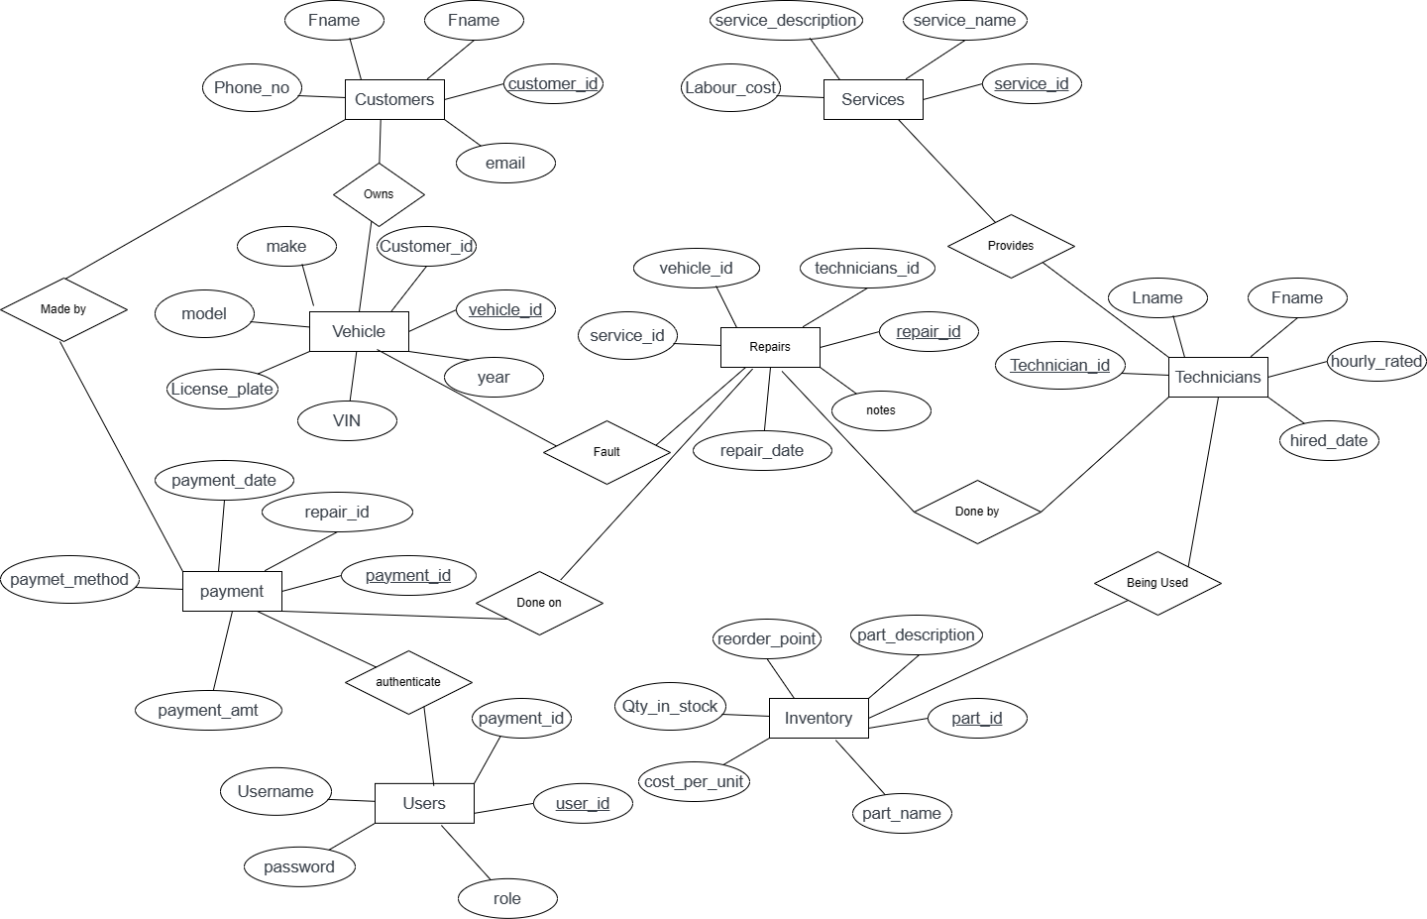 Fname
Fname
Phone_no
Customers
customer_id
email
Owns
service_description
service_name
Labour_cost
Services
service_id
Provides
Made by
make
Customer_id
model
Vehicle
vehicle_id
License_plate
year
VIN
Fault
vehicle_id
technicians_id
service_id
Repairs
repair_id
notes
repair_date
Done by
Lname
Fname
Technician_id
Technicians
hourly_rated
hired_date
payment_date
repair_id
paymet_method
payment
payment_id
payment_amt
Done on
Being Used
authenticate
reorder_point
part_description
Qty_in_stock
Inventory
part_id
cost_per_unit
part_name
payment_id
Username
Users
user_id
password
role